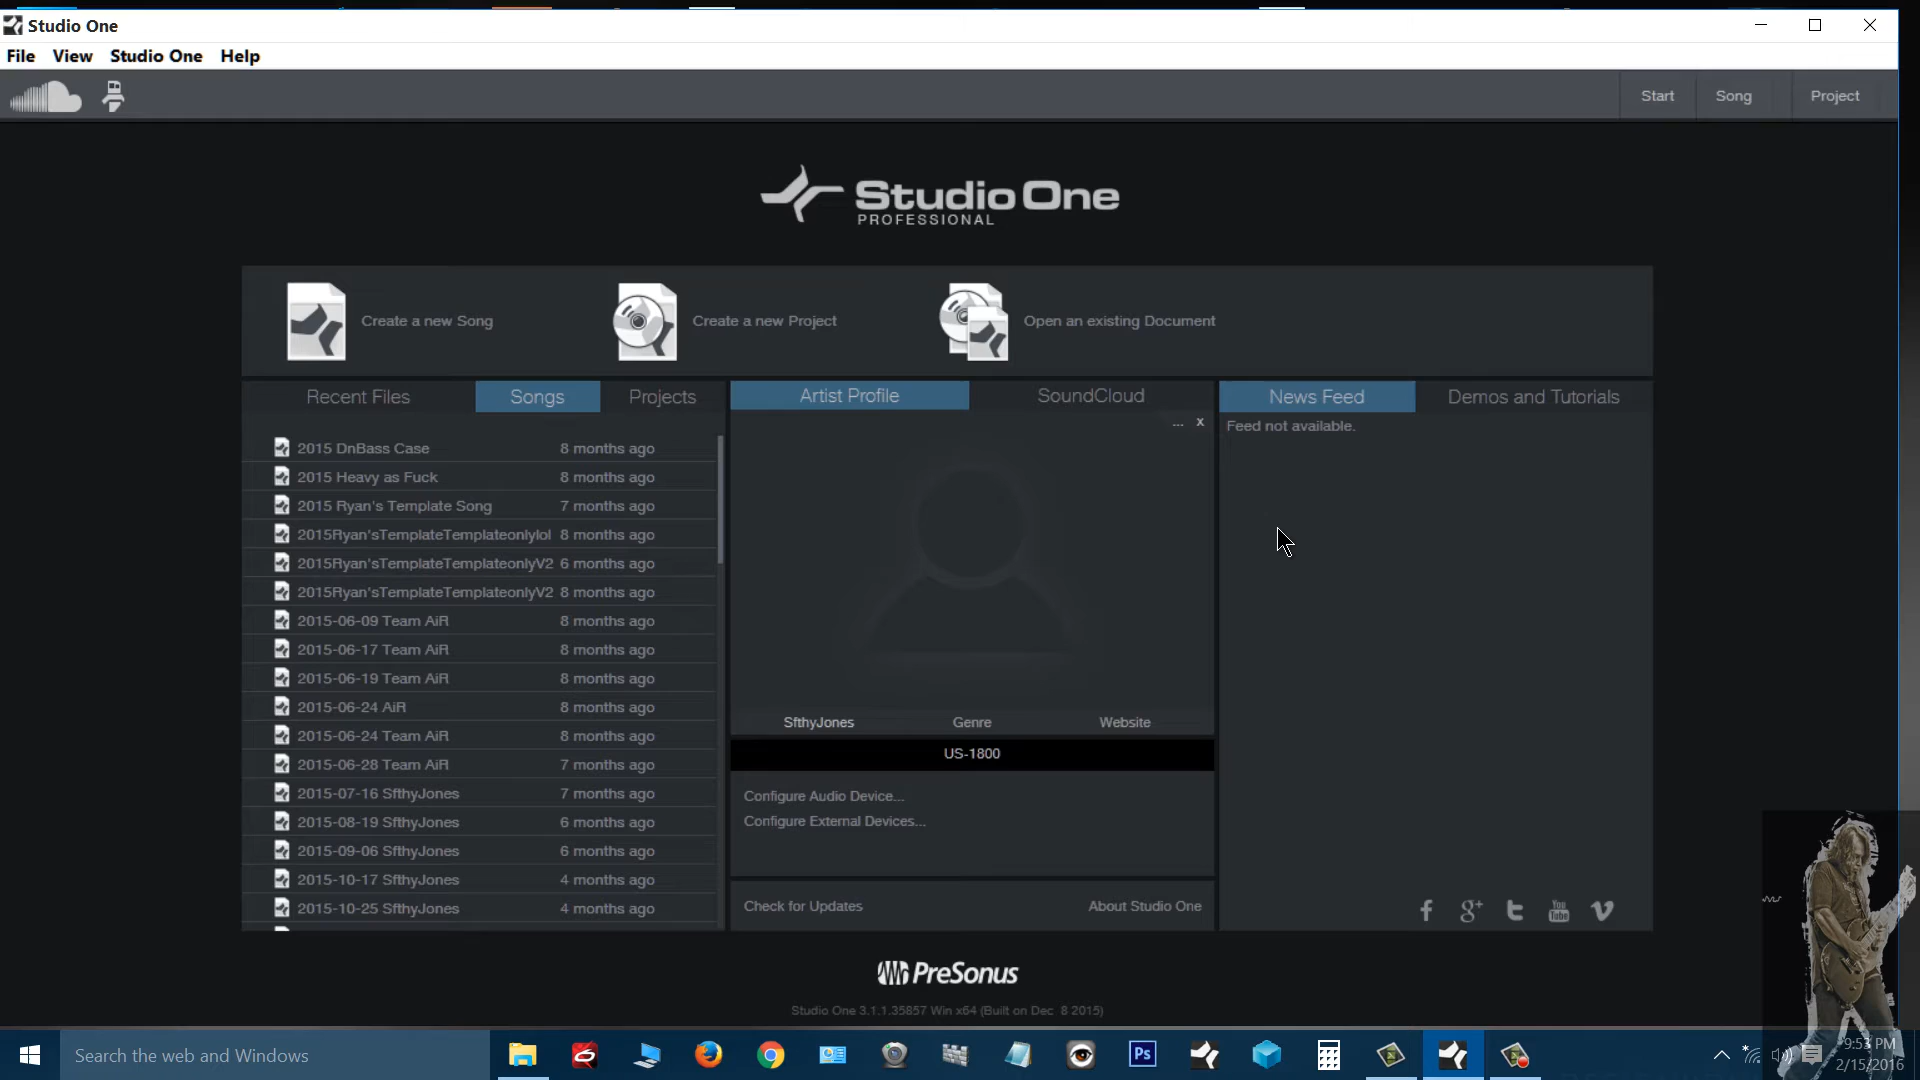 Studio One
File View Studio One Help
Start Song Project
Studio One
PROFESSIONAL
Create a new Song
Create a new Project
Open an existing Document
Recent Files Songs Projects
2015 DnBass Case 8 months ago
2015 Heavy as Fuck 8 months ago
2015 Ryan's Template Song 7 months ago
2015Ryan'sTemplateTemplateonlylol 8 months ago
2015Ryan'sTemplateTemplateonlyV2 6 months ago
2015Ryan'sTemplateTemplateonlyV2 8 months ago
2015-06-09 Team AiR 8 months ago
2015-06-17 Team AiR 8 months ago
2015-06-19 Team AiR 8 months ago
2015-06-24 AiR 8 months ago
2015-06-24 Team AiR 8 months ago
2015-06-28 Team AiR 7 months ago
2015-07-16 SfthyJones 7 months ago
2015-08-19 SfthyJones 6 months ago
2015-09-06 SfthyJones 6 months ago
2015-10-17 SfthyJones 4 months ago
2015-10-25 SfthyJones 4 months ago
Artist Profile SoundCloud
... x
SfthyJones Genre Website
US-1800
Configure Audio Device...
Configure External Devices...
Check for Updates About Studio One
News Feed Demos and Tutorials
Feed not available.
You
Tube
PreSonus
Studio One 3.1.1.35857 Win x64 (Built on Dec 8 2015)
Search the web and Windows
Ps
9:53 PM
2/15/2016